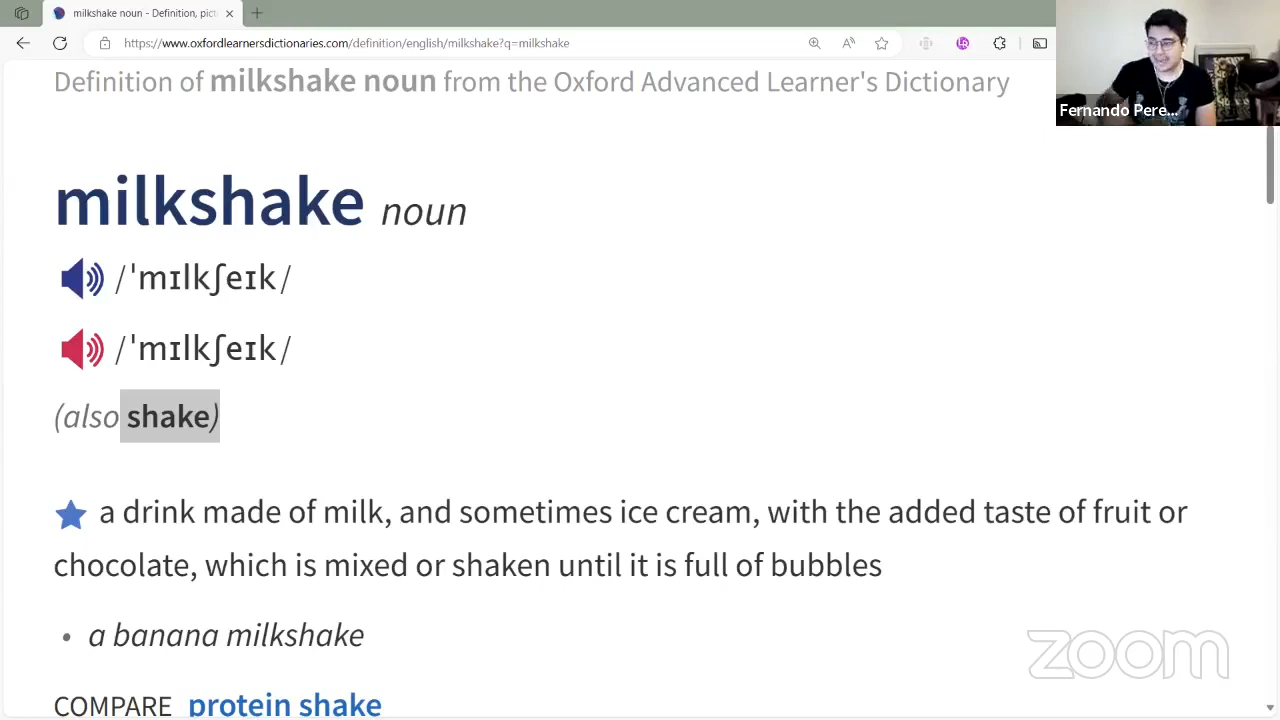 milkshake noun - Definition, pict
https://www.oxfordlearnersdictionaries.com/definition/english/milkshake?q=milkshake
Fernando Pere...
Definition of milkshake noun from the Oxford Advanced Learner's Dictionary
milkshake noun
/ˈmɪlkʃeɪk/
/ˈmɪlkʃeɪk/
(also shake)
a drink made of milk, and sometimes ice cream, with the added taste of fruit or
chocolate, which is mixed or shaken until it is full of bubbles
• a banana milkshake
COMPARE protein shake
zoom